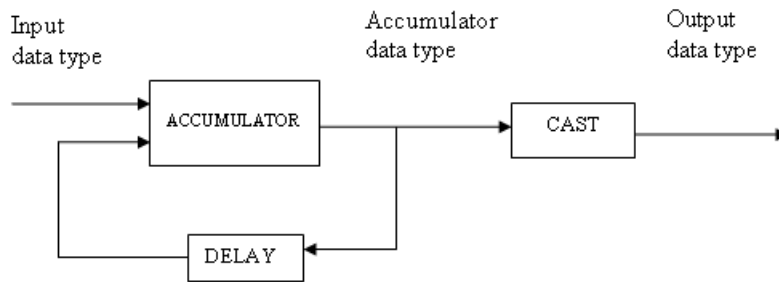 Input
data type
Accumulator
data type
Output
data type
ACCUMULATOR
CAST
DELAY